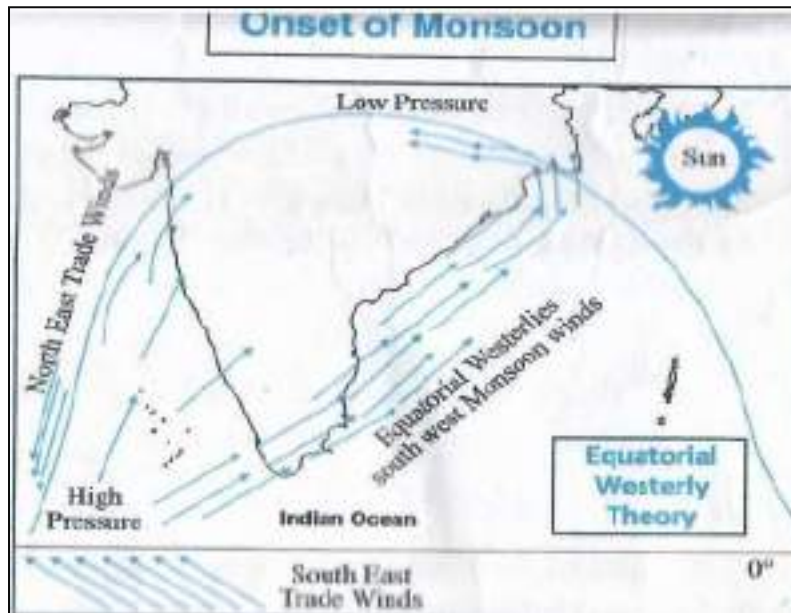 Onset of Monsoon
Low Pressure
Sun
North East Trade Winds
Equatorial Westerlies
south west Monsoon winds
High
Pressure
Indian Ocean
Equatorial
Westerly
Theory
South East
Trade Winds
0°